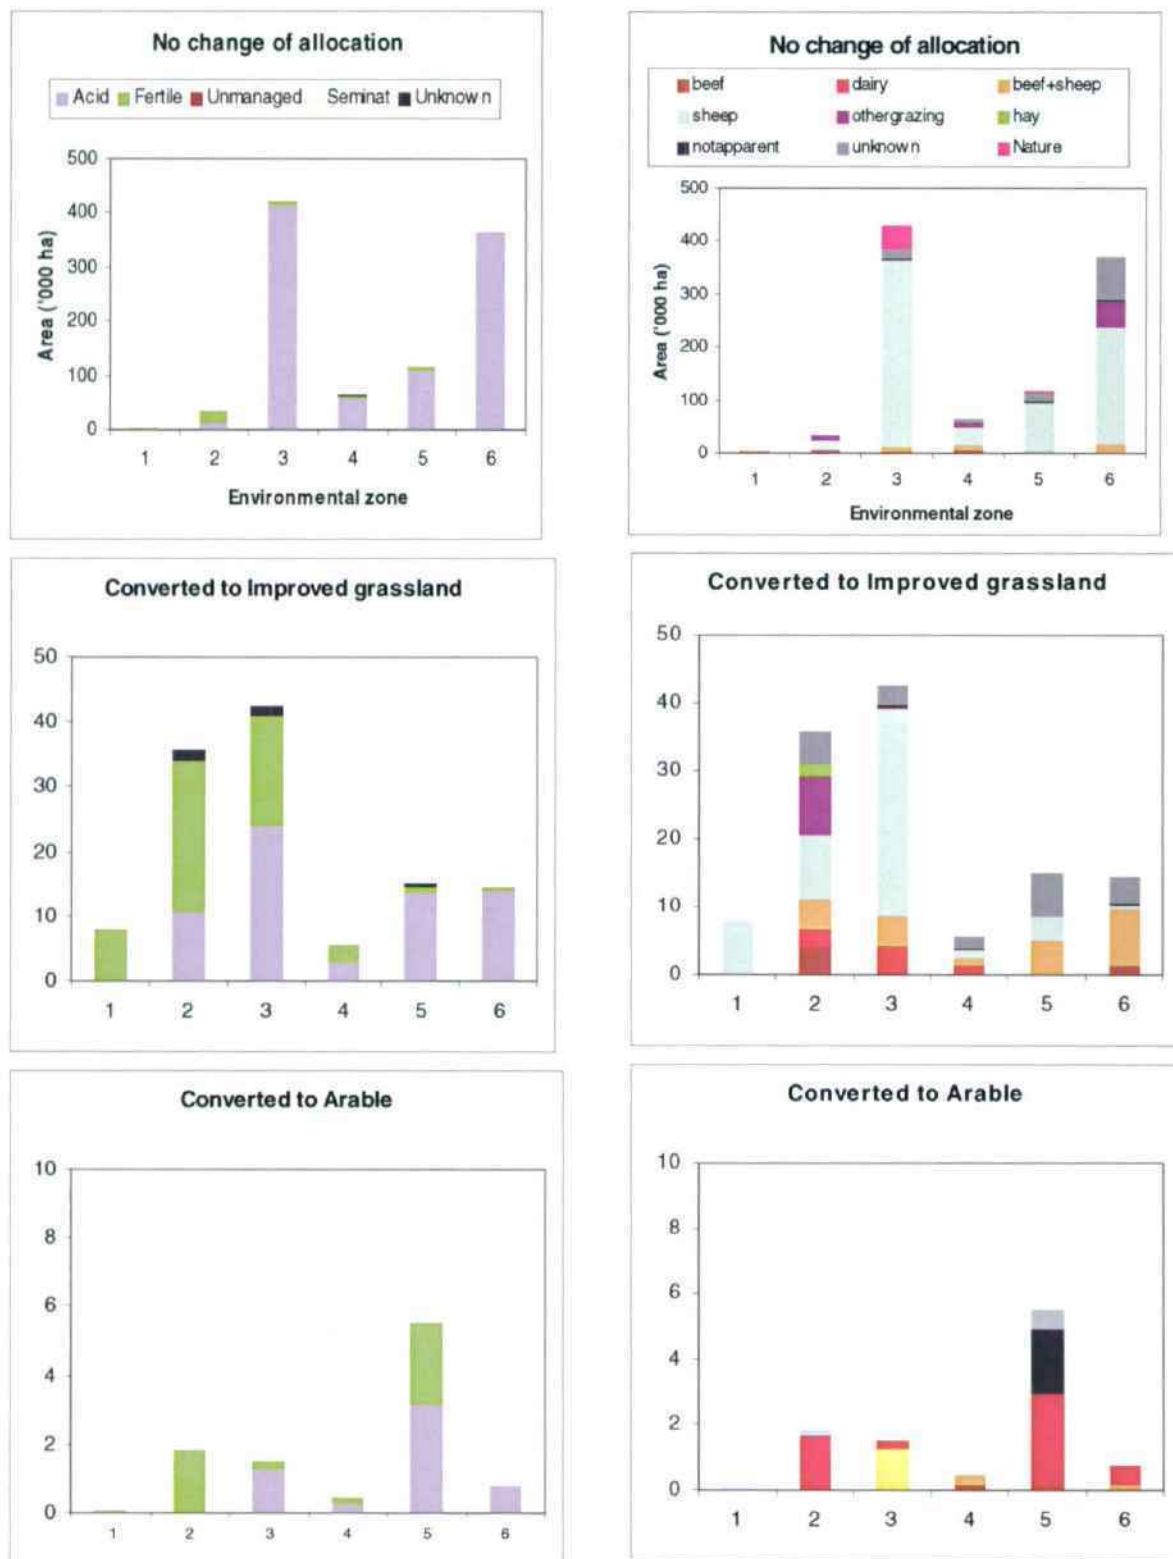 No change of allocation
Acid Fertile Unmanaged Seminat Unknown
500
400
300
200
100
0
Area ('000 ha)
1 2 3 4 5 6
Environmental zone
No change of allocation
beef dairy beef+sheep
sheep othergrazing hay
notapparent unknown Nature
500
400
300
200
100
0
Area ('000 ha)
1 2 3 4 5 6
Environmental zone
Converted to Improved grassland
50
40
30
20
10
0
1 2 3 4 5 6
Converted to Improved grassland
50
40
30
20
10
0
1 2 3 4 5 6
Converted to Arable
10
8
6
4
2
0
1 2 3 4 5 6
Converted to Arable
10
8
6
4
2
0
1 2 3 4 5 6